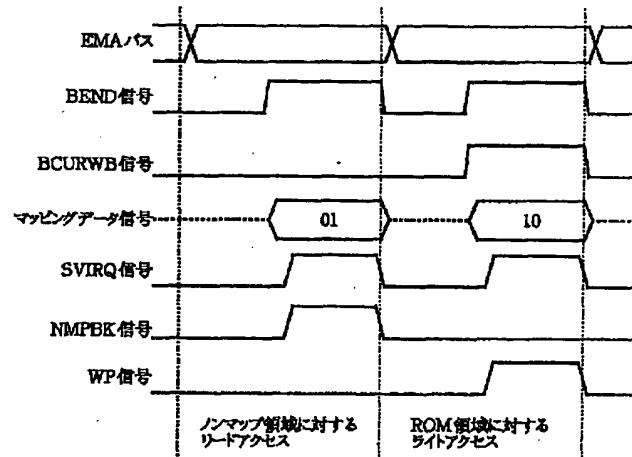 EMAバス
BEND信号
BCURWB信号
マッピングデータ信号
01
10
SVIRQ信号
NMPBK信号
WP信号
ノンマップ領域に対する
リードアクセス
ROM領域に対する
ライトアクセス